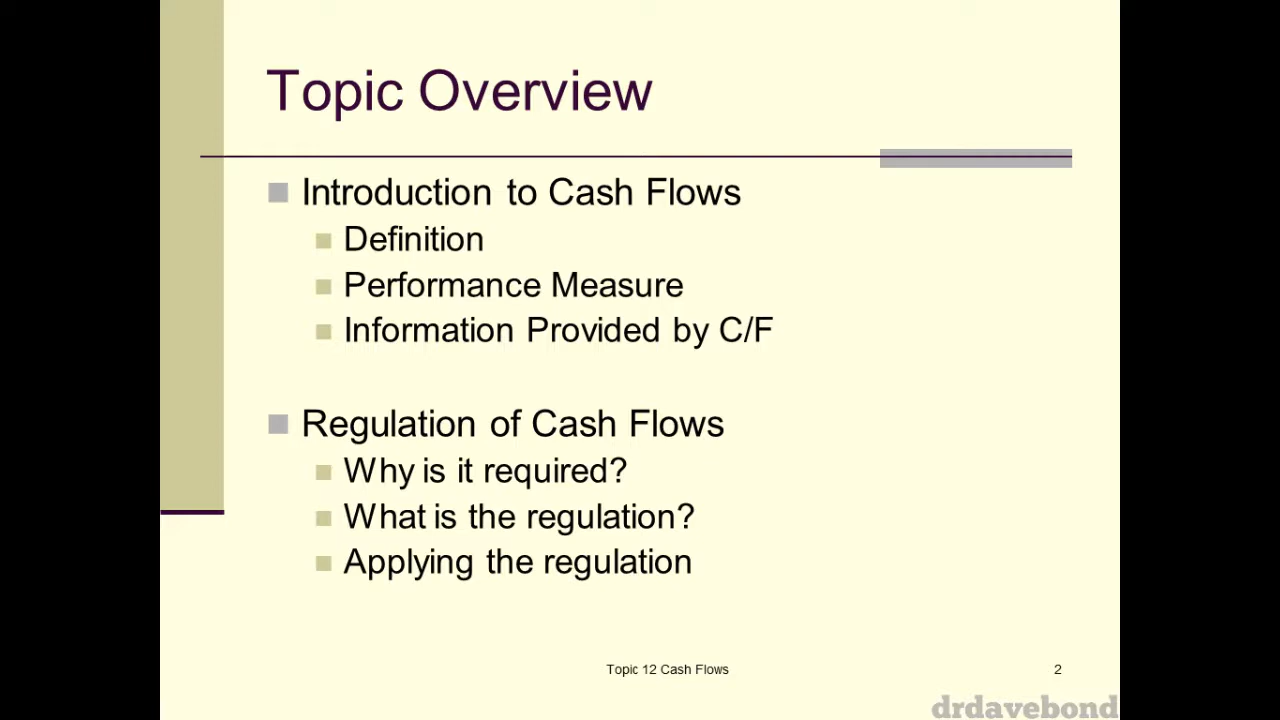 Topic Overview
Introduction to Cash Flows
Definition
Performance Measure
Information Provided by C/F
Regulation of Cash Flows
Why is it required?
What is the regulation?
Applying the regulation
Topic 12 Cash Flows
2
drdavebond